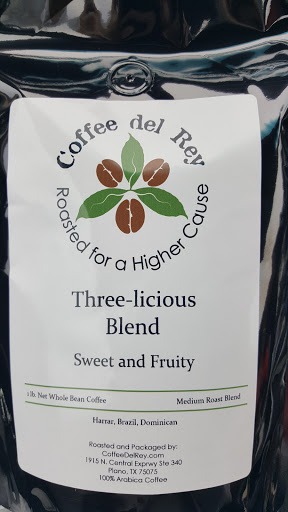 Coffee del Rey
Roasted for a Higher Cause
Three-licious
Blend
Sweet and Fruity
1 lb. Net Whole Bean Coffee Medium Roast Blend
Harrar, Brazil, Dominican
Roasted and Packaged by:
CoffeeDelRey.com
1915 N. Central Exprwy Ste 340
Plano, TX 75075
100% Arabica Coffee